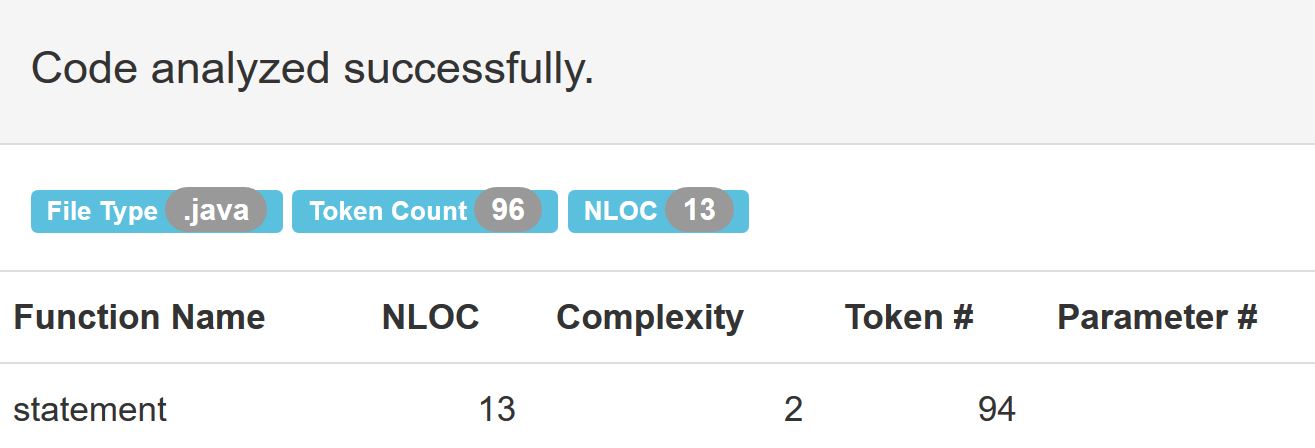 Code analyzed successfully.
File Type .java Token Count 96 NLOC 13
Function Name NLOC Complexity Token # Parameter #
statement 13 2 94